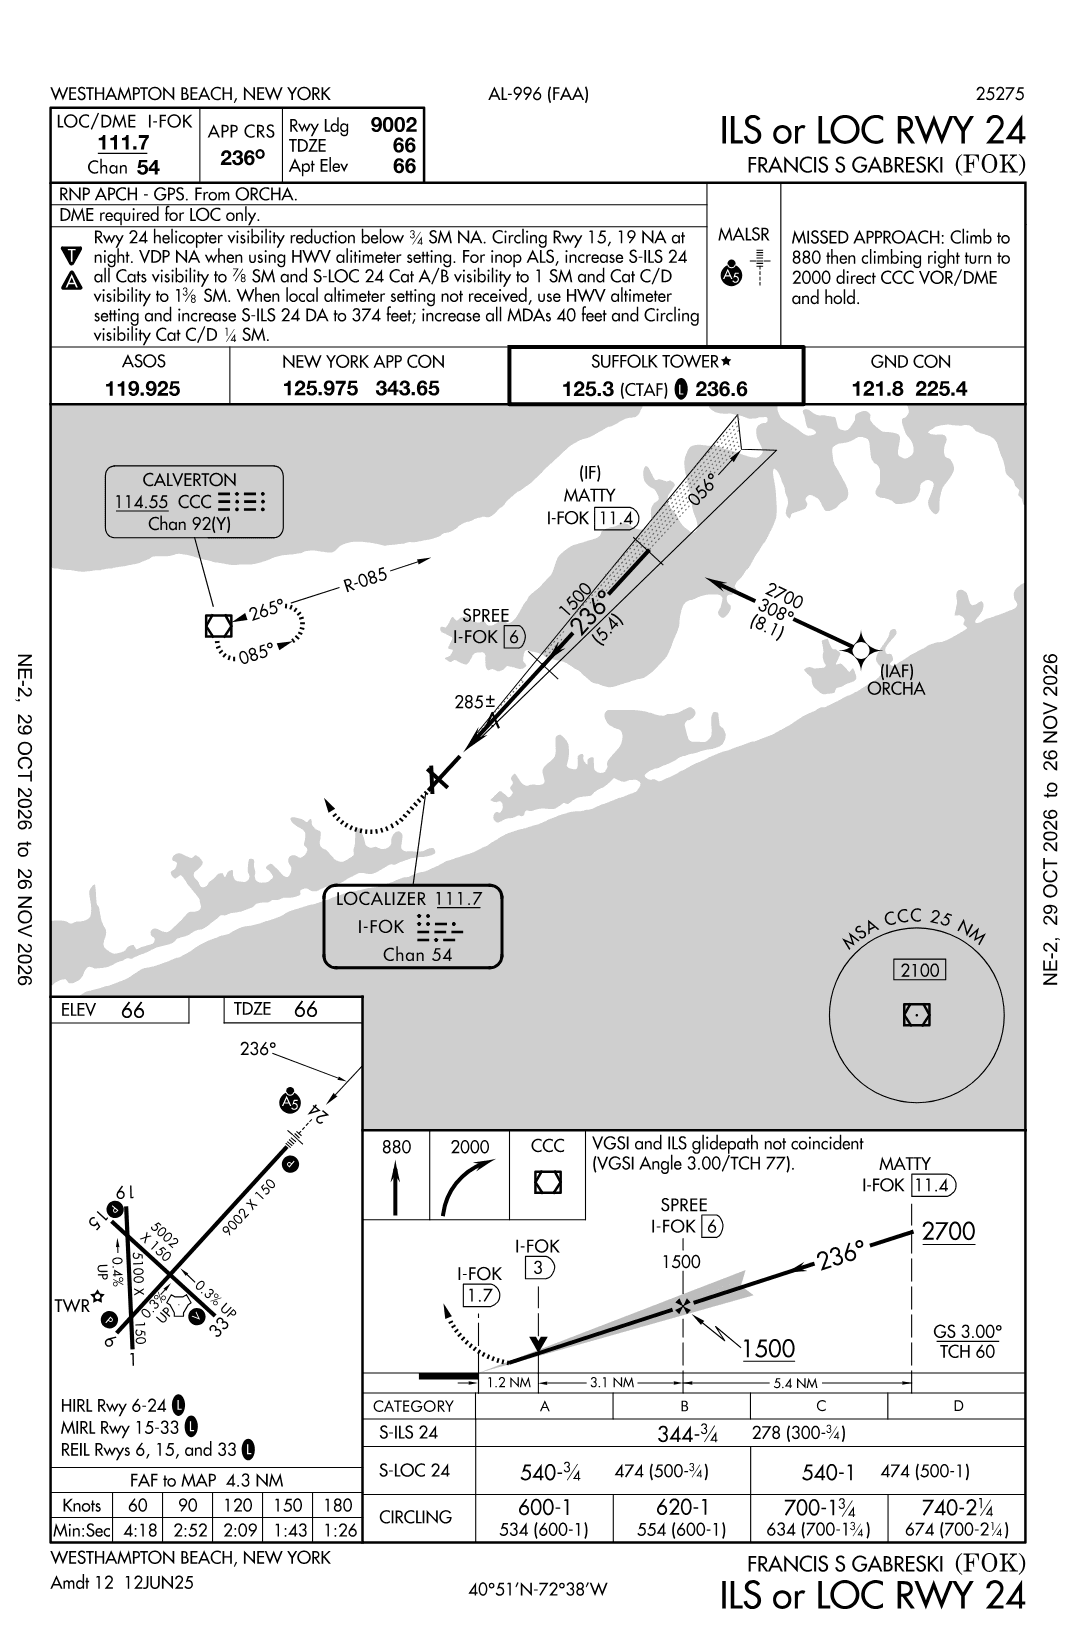 WESTHAMPTON BEACH, NEW YORK
AL-996 (FAA)
25275
LOC/DME I-FOK
111.7
Chan 54
APP CRS
236°
Rwy Ldg 9002
TDZE 66
Apt Elev 66
ILS or LOC RWY 24
FRANCIS S GABRESKI (FOK)
RNP APCH - GPS. From ORCHA.
DME required for LOC only.
T
A
Rwy 24 helicopter visibility reduction below ¾ SM NA. Circling Rwy 15, 19 NA at
night. VDP NA when using HWV alitimeter setting. For inop ALS, increase S-ILS 24
all Cats visibility to ⅞ SM and S-LOC 24 Cat A/B visibility to 1 SM and Cat C/D
visibility to 1⅜ SM. When local altimeter setting not received, use HWV altimeter
setting and increase S-ILS 24 DA to 374 feet; increase all MDAs 40 feet and Circling
visibility Cat C/D ¼ SM.
MALSR
A5
MISSED APPROACH: Climb to
880 then climbing right turn to
2000 direct CCC VOR/DME
and hold.
ASOS
119.925
NEW YORK APP CON
125.975 343.65
SUFFOLK TOWER★
125.3 (CTAF) L 236.6
GND CON
121.8 225.4
CALVERTON
114.55 CCC
Chan 92(Y)
R-085
265°
085°
(IF)
MATTY
I-FOK 11.4
056°
1500
236°
(5.4)
SPREE
I-FOK 6
285±
2700
308°
(8.1)
(IAF)
ORCHA
LOCALIZER 111.7
I-FOK
Chan 54
MSA CCC 25 NM
2100
NE-2, 29 OCT 2026 to 26 NOV 2026
NE-2, 29 OCT 2026 to 26 NOV 2026
ELEV 66
TDZE 66
236°
A5
24
P
9002 X 150
19
15
P
5002
X 150
5100 X 150
0.4%
UP
0.3% UP
0.3%
UP
TWR
P
V
6
1
33
HIRL Rwy 6-24 L
MIRL Rwy 15-33 L
REIL Rwys 6, 15, and 33 L
FAF to MAP 4.3 NM
Knots 60 90 120 150 180
Min:Sec 4:18 2:52 2:09 1:43 1:26
880
2000
CCC
VGSI and ILS glidepath not coincident
(VGSI Angle 3.00/TCH 77).
MATTY
I-FOK 11.4
SPREE
I-FOK 6
2700
236°
I-FOK
3
1500
I-FOK
1.7
1500
GS 3.00°
TCH 60
1.2 NM
3.1 NM
5.4 NM
CATEGORY A B C D
S-ILS 24 344-¾ 278 (300-¾)
S-LOC 24 540-¾ 474 (500-¾) 540-1 474 (500-1)
CIRCLING
600-1 620-1 700-1¾ 740-2¼
534 (600-1) 554 (600-1) 634 (700-1¾) 674 (700-2¼)
WESTHAMPTON BEACH, NEW YORK
Amdt 12 12JUN25
40°51'N-72°38'W
FRANCIS S GABRESKI (FOK)
ILS or LOC RWY 24